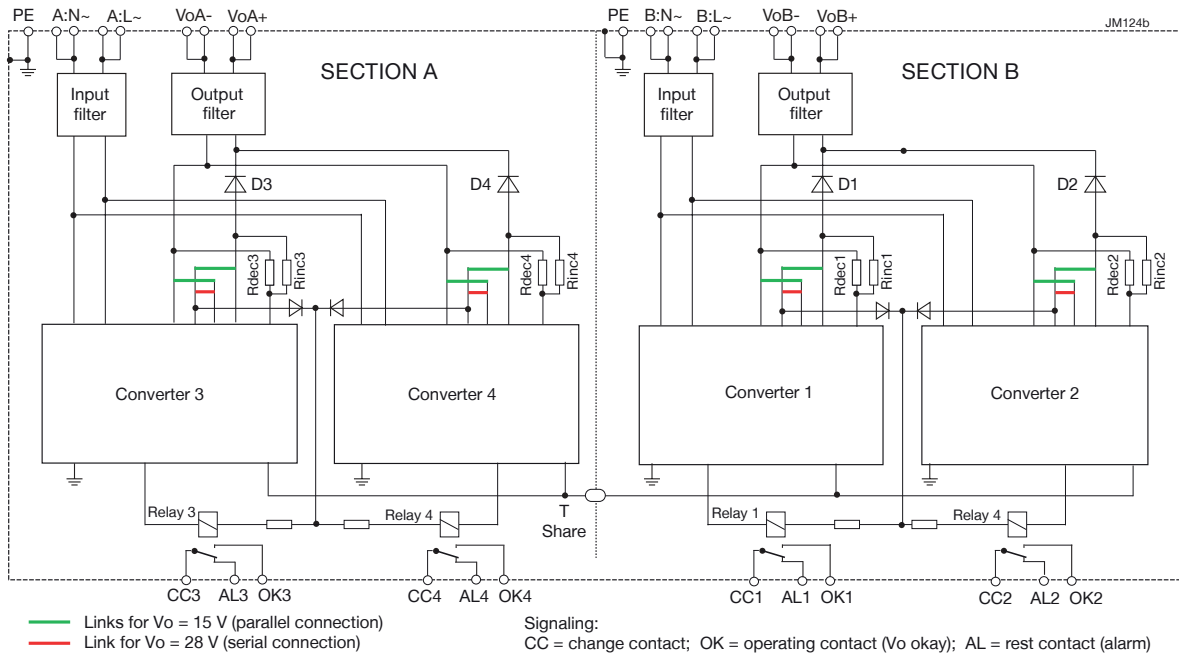 PE A:N~ A:L~ VoA- VoA+ PE B:N~ B:L~ VoB- VoB+
JM124b
SECTION A
SECTION B
Input filter
Output filter
Input filter
Output filter
D3
D4
D1
D2
Rdec3
Rinc3
Rdec4
Rinc4
Rdec1
Rinc1
Rdec2
Rinc2
Converter 3
Converter 4
Converter 1
Converter 2
Relay 3
Relay 4
T
Share
Relay 1
Relay 4
CC3 AL3 OK3 CC4 AL4 OK4 CC1 AL1 OK1 CC2 AL2 OK2
Links for Vo = 15 V (parallel connection)
Link for Vo = 28 V (serial connection)
Signaling:
CC = change contact; OK = operating contact (Vo okay); AL = rest contact (alarm)